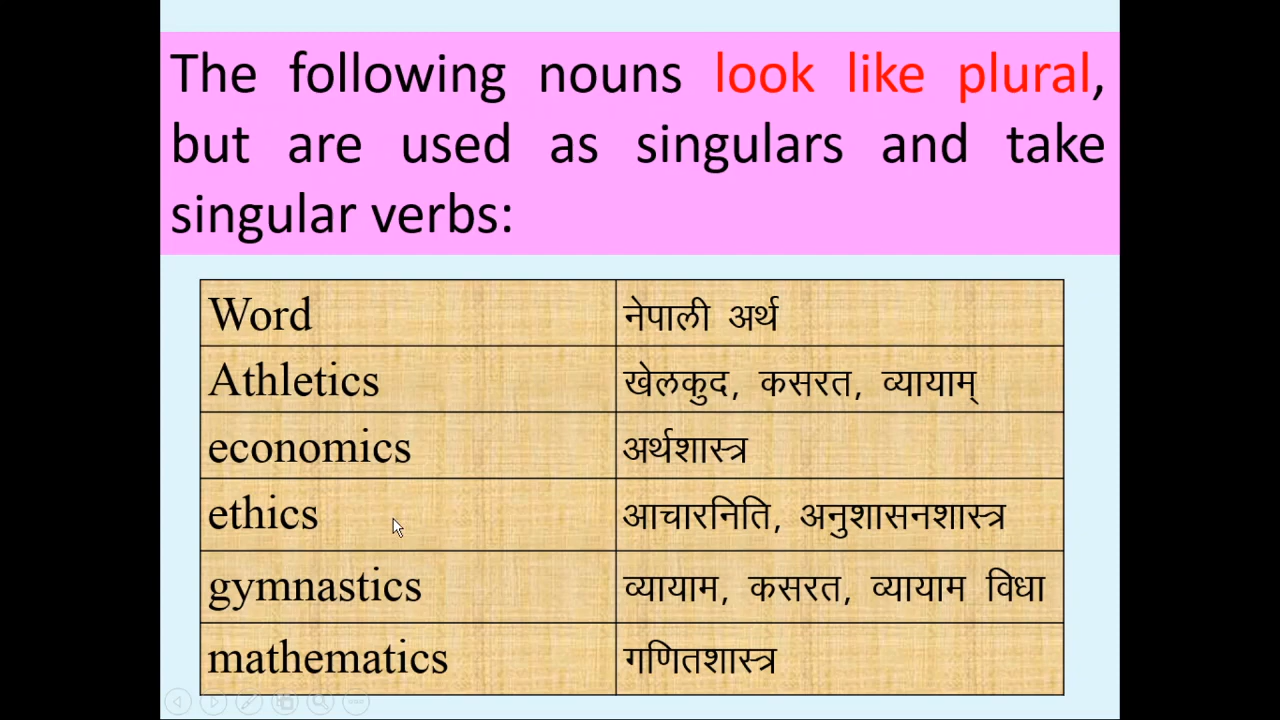 The following nouns look like plural,
but are used as singulars and take
singular verbs:
Word नेपाली अर्थ
Athletics खेलकुद, कसरत, व्यायाम्
economics अर्थशास्त्र
ethics आचारनिति, अनुशासनशास्त्र
gymnastics व्यायाम, कसरत, व्यायाम विधा
mathematics गणितशास्त्र